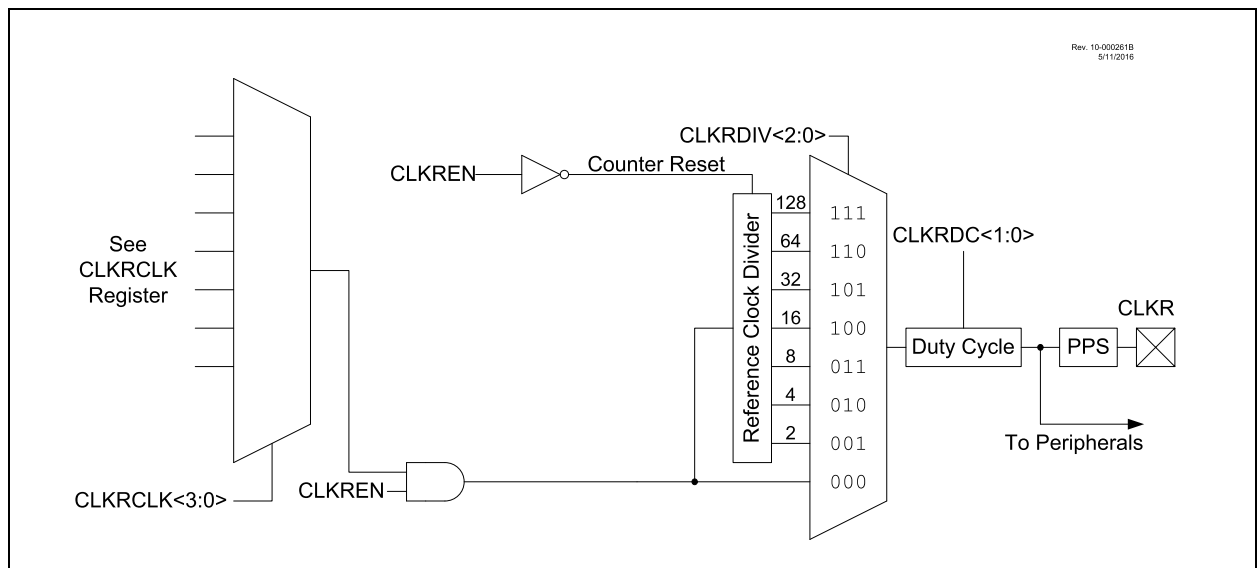 Rev. 10-000261B
5/11/2016
CLKRDIV<2:0>
CLKREN
Counter Reset
128
111
See
CLKRCLK
Register
64
110
CLKRDC<1:0>
32
101
Reference Clock Divider
16
100
CLKR
Duty Cycle
PPS
8
011
4
010
2
001
To Peripherals
000
CLKREN
CLKRCLK<3:0>